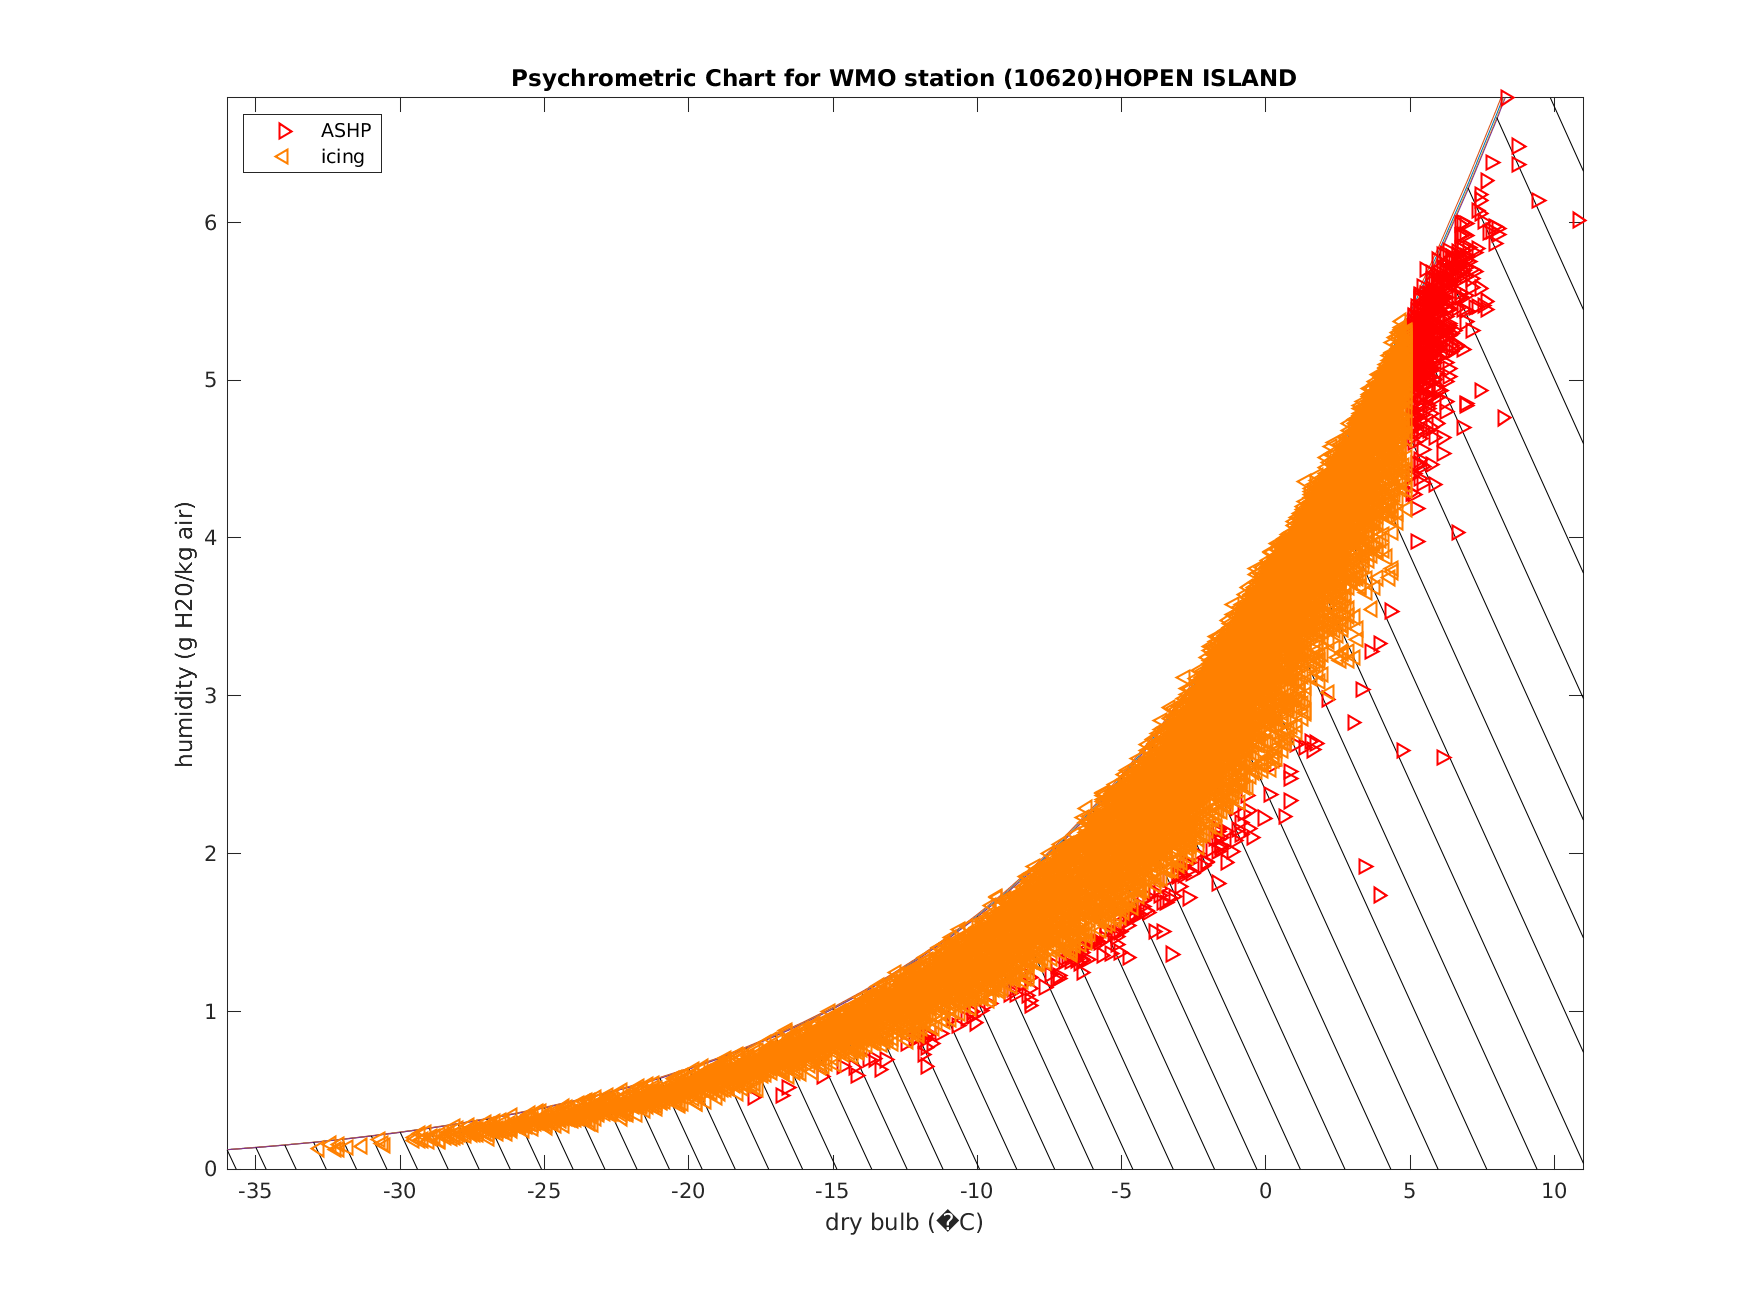 Psychrometric Chart for WMO station (10620)HOPEN ISLAND
ASHP
icing
humidity (g H20/kg air)
6
5
4
3
2
1
0
-35 -30 -25 -20 -15 -10 -5 0 5 10
dry bulb (�C)